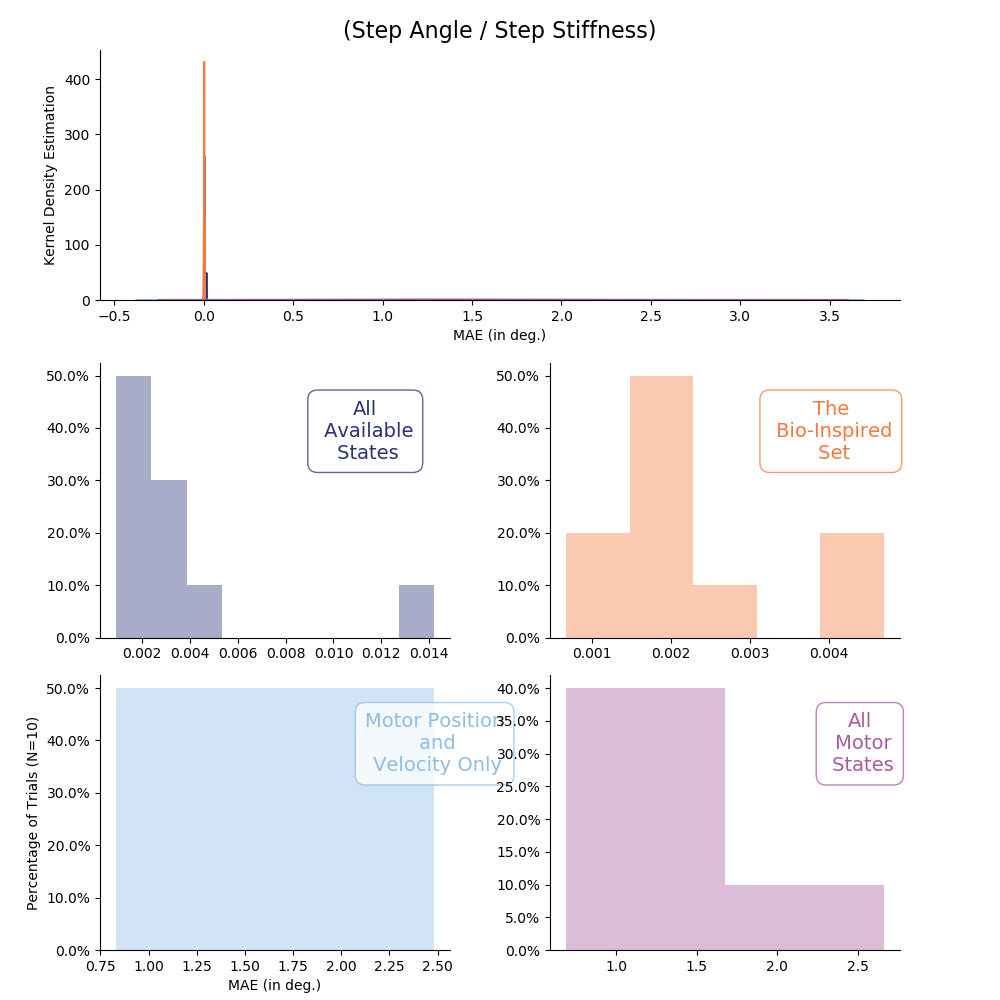 (Step Angle / Step Stiffness)
Kernel Density Estimation
400
300
200
100
0
−0.5 0.0 0.5 1.0 1.5 2.0 2.5 3.0 3.5
MAE (in deg.)
50.0%
40.0%
30.0%
20.0%
10.0%
0.0%
0.002 0.004 0.006 0.008 0.010 0.012 0.014
All
Available
States
50.0%
40.0%
30.0%
20.0%
10.0%
0.0%
0.001 0.002 0.003 0.004
The
Bio-Inspired
Set
Percentage of Trials (N=10)
50.0%
40.0%
30.0%
20.0%
10.0%
0.0%
0.75 1.00 1.25 1.50 1.75 2.00 2.25 2.50
MAE (in deg.)
Motor Position
and
Velocity Only
40.0%
35.0%
30.0%
25.0%
20.0%
15.0%
10.0%
5.0%
0.0%
1.0 1.5 2.0 2.5
All
Motor
States